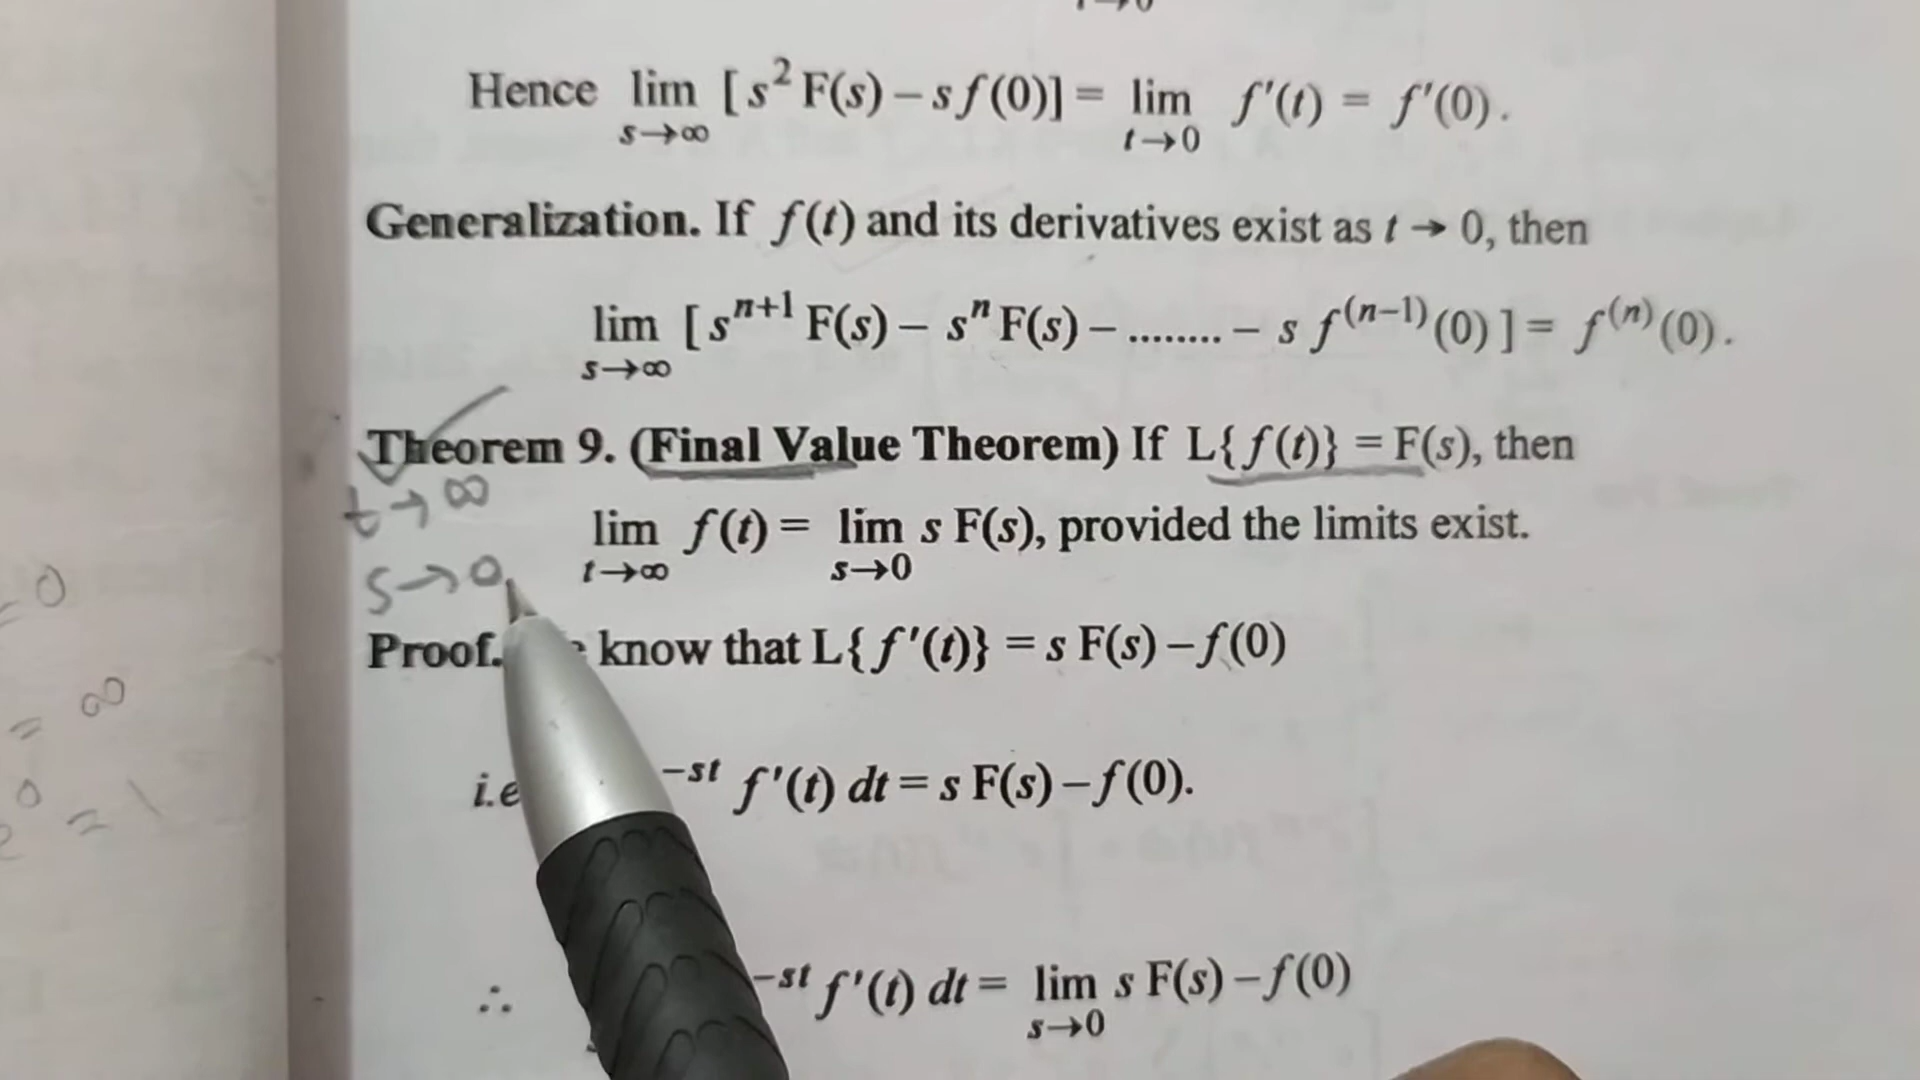 t→0
Hence lim [s² F(s) – s f(0)] = lim f'(t) = f'(0).
s→∞ t→0
Generalization. If f(t) and its derivatives exist as t → 0, then
lim [sⁿ⁺¹ F(s) – sⁿ F(s) – ........ – s f⁽ⁿ⁻¹⁾(0)] = f⁽ⁿ⁾(0).
s→∞
Theorem 9. (Final Value Theorem) If L{f(t)} = F(s), then
t→∞
lim f(t) = lim s F(s), provided the limits exist.
t→∞ s→0
s→0
Proof. know that L{f'(t)} = s F(s) – f(0)
= ∞
i.e –st f'(t) dt = s F(s) – f(0).
∴ –st f'(t) dt = lim s F(s) – f(0)
s→0